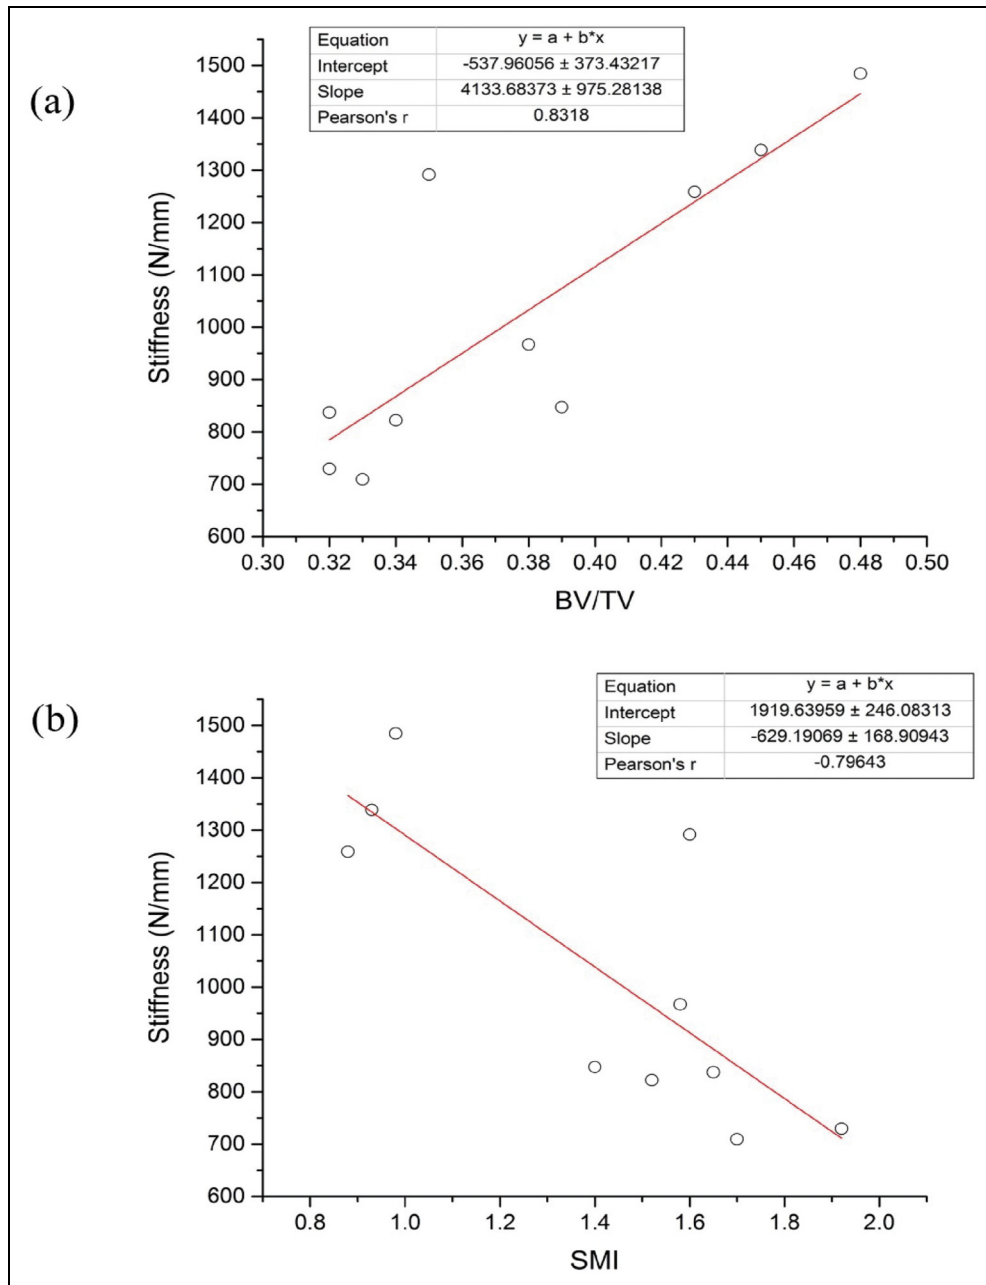 (a)
Equation y = a + b*x
Intercept -537.96056 ± 373.43217
Slope 4133.68373 ± 975.28138
Pearson's r 0.8318
Stiffness (N/mm)
1500
1400
1300
1200
1100
1000
900
800
700
600
0.30 0.32 0.34 0.36 0.38 0.40 0.42 0.44 0.46 0.48 0.50
BV/TV
(b)
Equation y = a + b*x
Intercept 1919.63959 ± 246.08313
Slope -629.19069 ± 168.90943
Pearson's r -0.79643
Stiffness (N/mm)
1500
1400
1300
1200
1100
1000
900
800
700
600
0.8 1.0 1.2 1.4 1.6 1.8 2.0
SMI